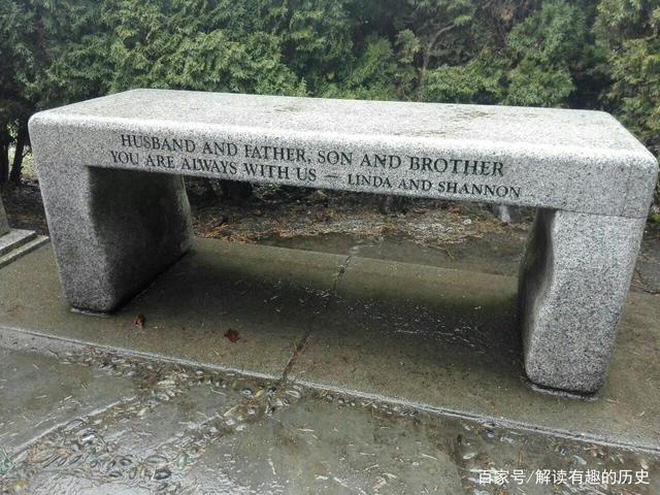 HUSBAND AND FATHER, SON AND BROTHER
YOU ARE ALWAYS WITH US — LINDA AND SHANNON
百家号/解读有趣的历史